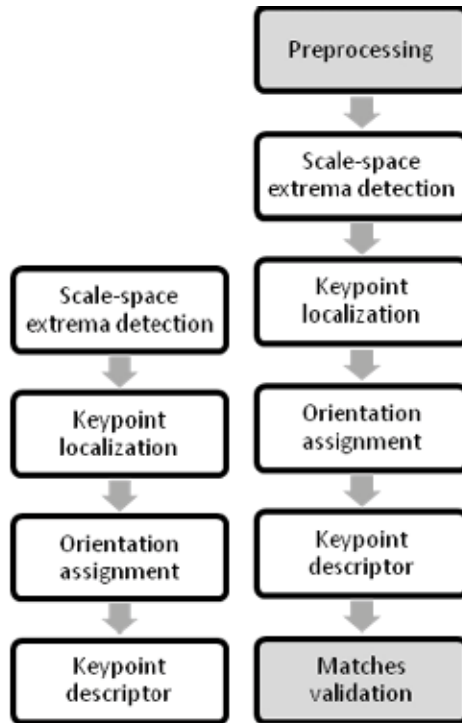 Scale-space
extrema detection
Keypoint
localization
Orientation
assignment
Keypoint
descriptor
Preprocessing
Scale-space
extrema detection
Keypoint
localization
Orientation
assignment
Keypoint
descriptor
Matches
validation